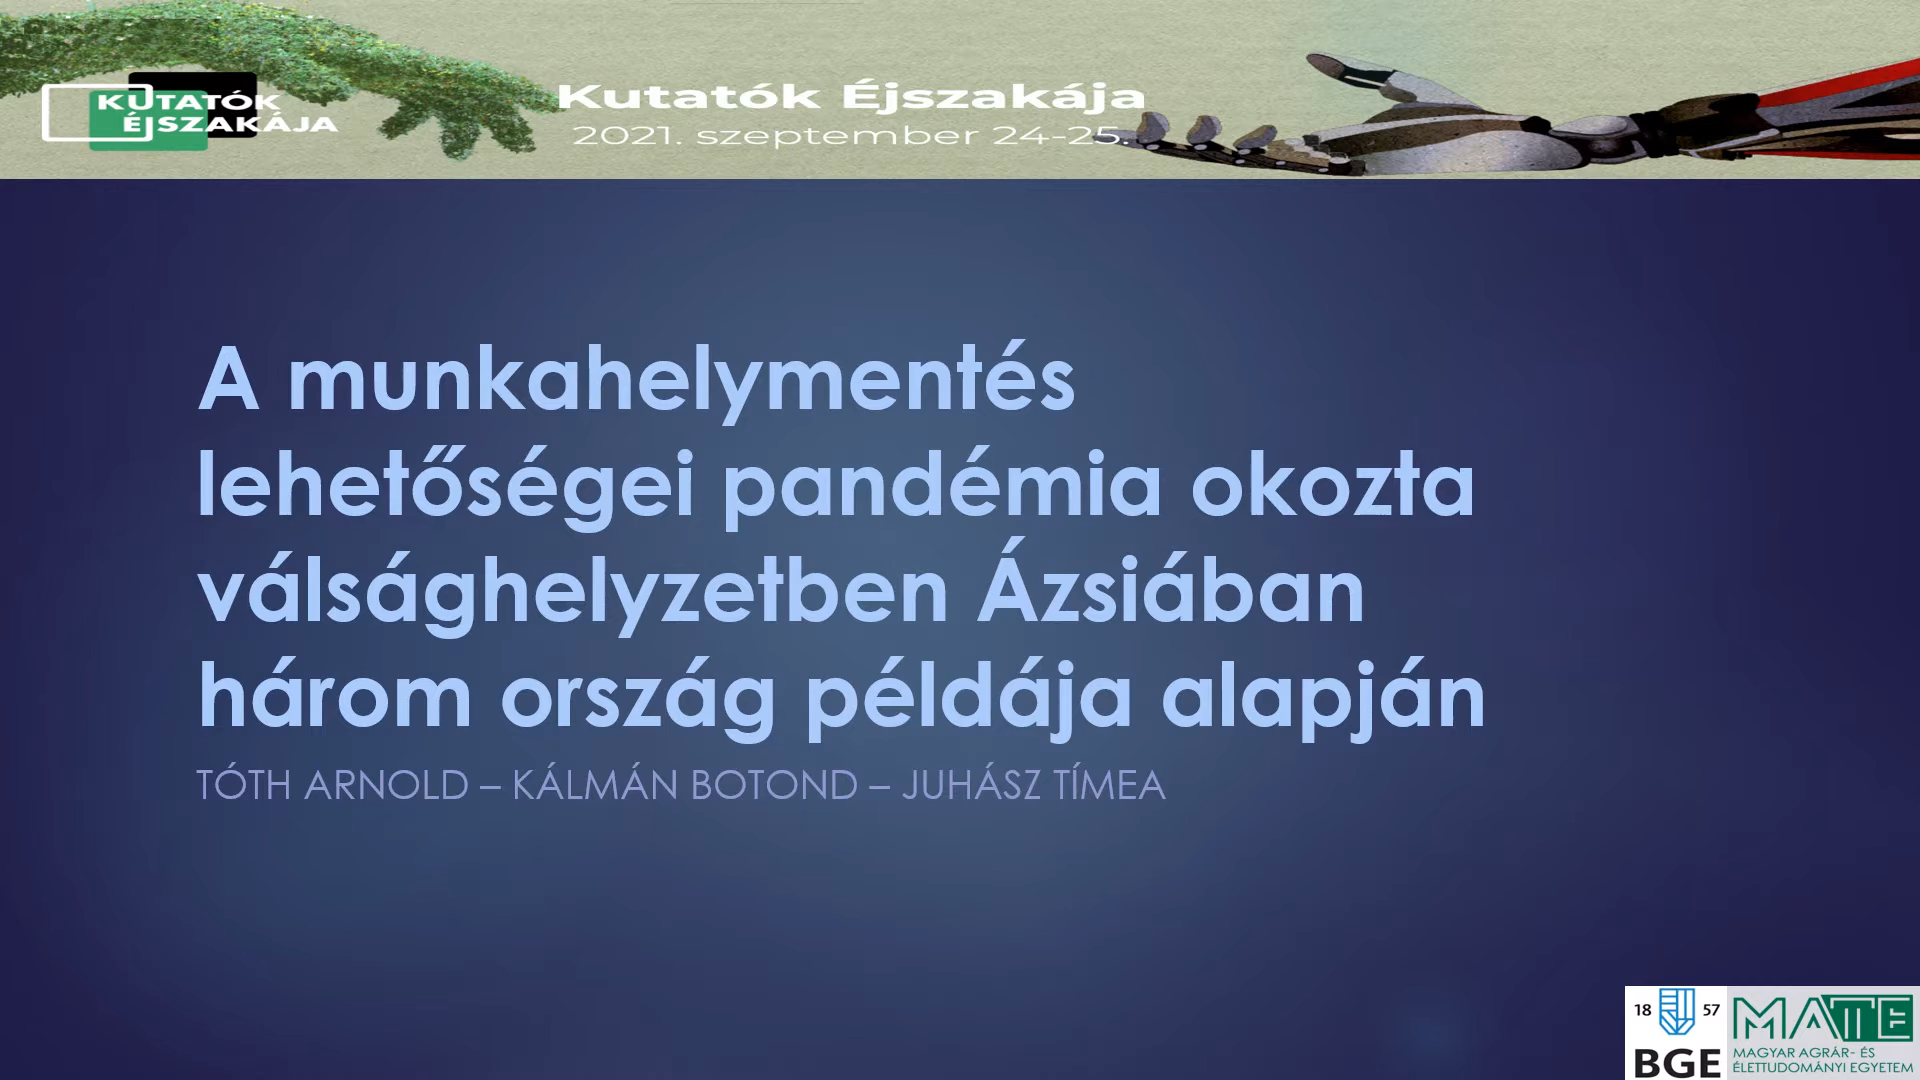 KUTATÓK
ÉJSZAKÁJA
Kutatók Éjszakája
2021. szeptember 24-25.
A munkahelymentés
lehetőségei pandémia okozta
válsághelyzetben Ázsiában
három ország példája alapján
TÓTH ARNOLD – KÁLMÁN BOTOND – JUHÁSZ TÍMEA
18 57
BGE
MATE
MAGYAR AGRÁR- ÉS
ÉLETTUDOMÁNYI EGYETEM